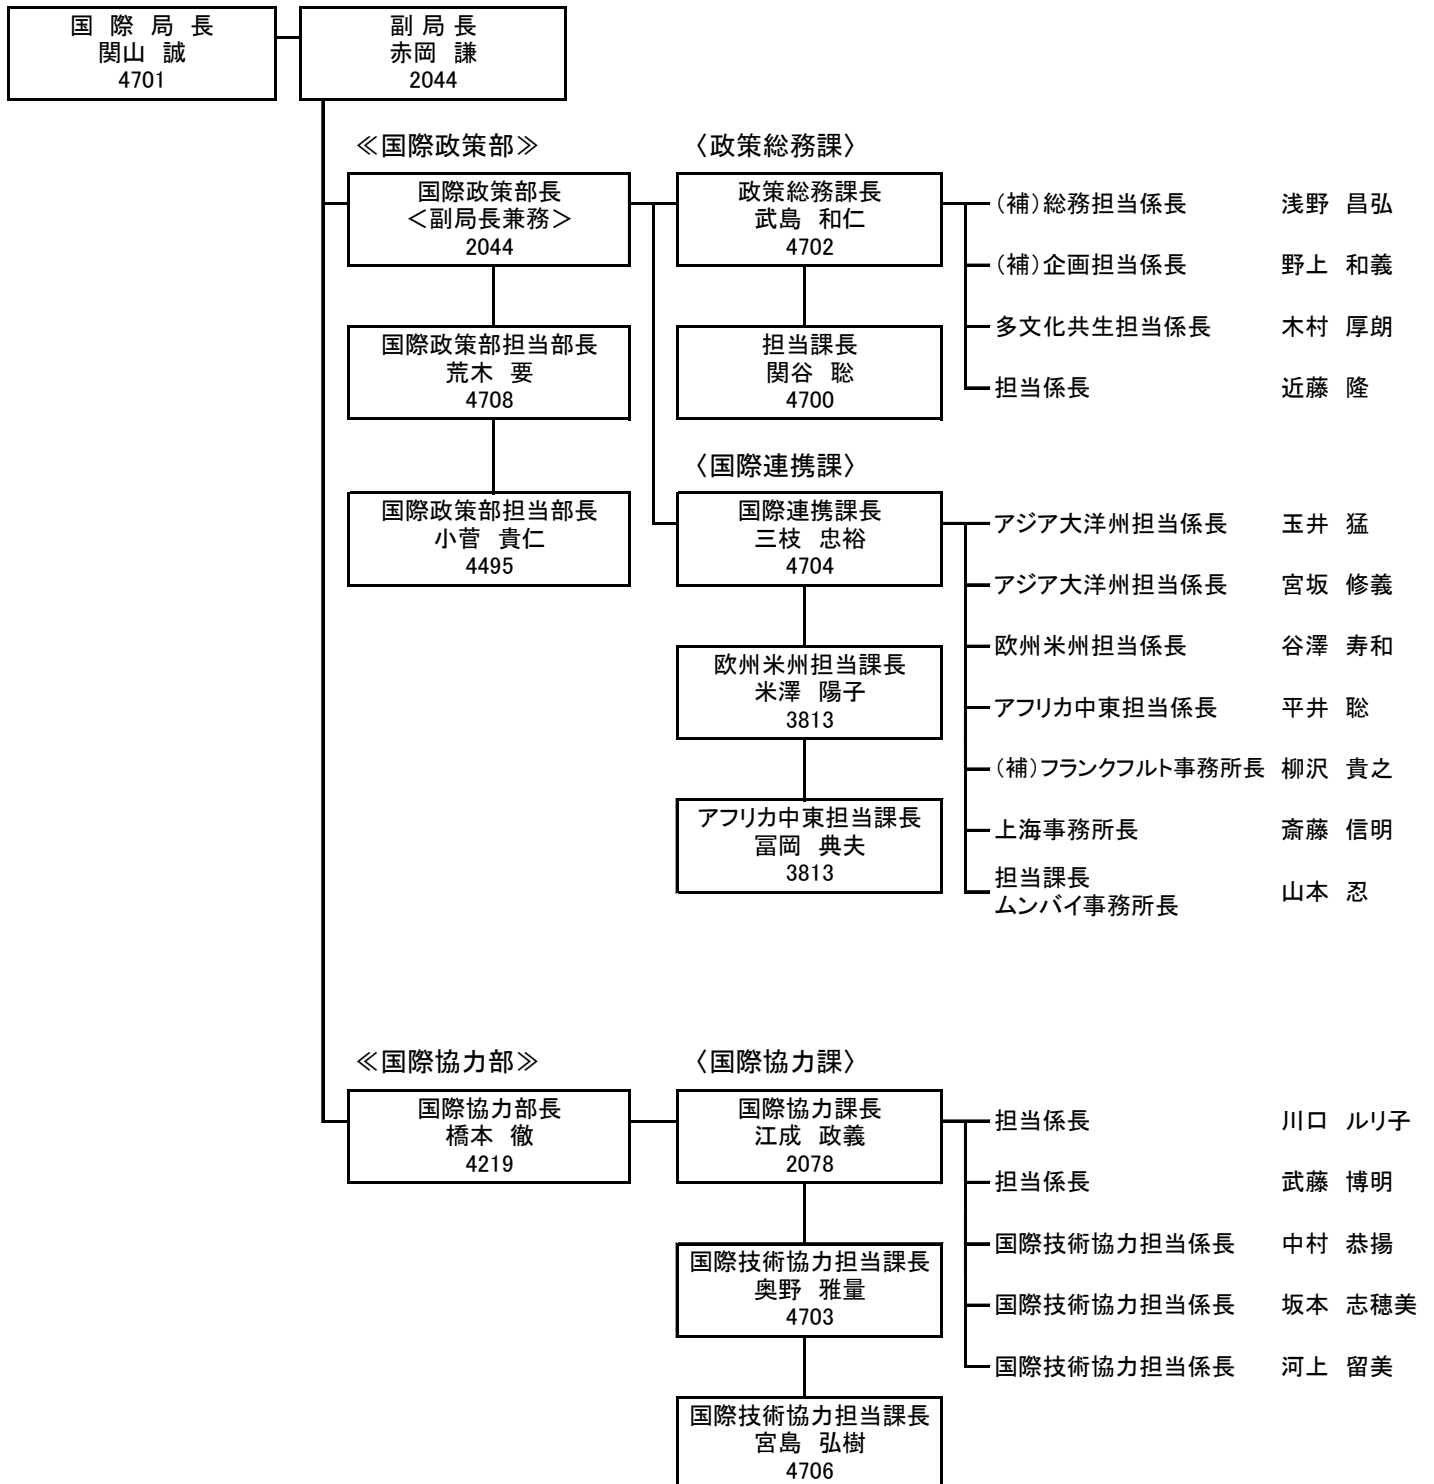 国 際 局 長
関山 誠
4701
副 局 長
赤岡 謙
2044
≪国際政策部≫
国際政策部長
＜副局長兼務＞
2044
国際政策部担当部長
荒木 要
4708
国際政策部担当部長
小菅 貴仁
4495
〈政策総務課〉
政策総務課長
武島 和仁
4702
担当課長
関谷 聡
4700
(補)総務担当係長 浅野 昌弘
(補)企画担当係長 野上 和義
多文化共生担当係長 木村 厚朗
担当係長 近藤 隆
〈国際連携課〉
国際連携課長
三枝 忠裕
4704
欧州米州担当課長
米澤 陽子
3813
アフリカ中東担当課長
冨岡 典夫
3813
アジア大洋州担当係長 玉井 猛
アジア大洋州担当係長 宮坂 修義
欧州米州担当係長 谷澤 寿和
アフリカ中東担当係長 平井 聡
(補)フランクフルト事務所長 柳沢 貴之
上海事務所長 斎藤 信明
担当課長
ムンバイ事務所長 山本 忍
≪国際協力部≫
国際協力部長
橋本 徹
4219
〈国際協力課〉
国際協力課長
江成 政義
2078
国際技術協力担当課長
奥野 雅量
4703
国際技術協力担当課長
宮島 弘樹
4706
担当係長 川口 ルリ子
担当係長 武藤 博明
国際技術協力担当係長 中村 恭揚
国際技術協力担当係長 坂本 志穂美
国際技術協力担当係長 河上 留美